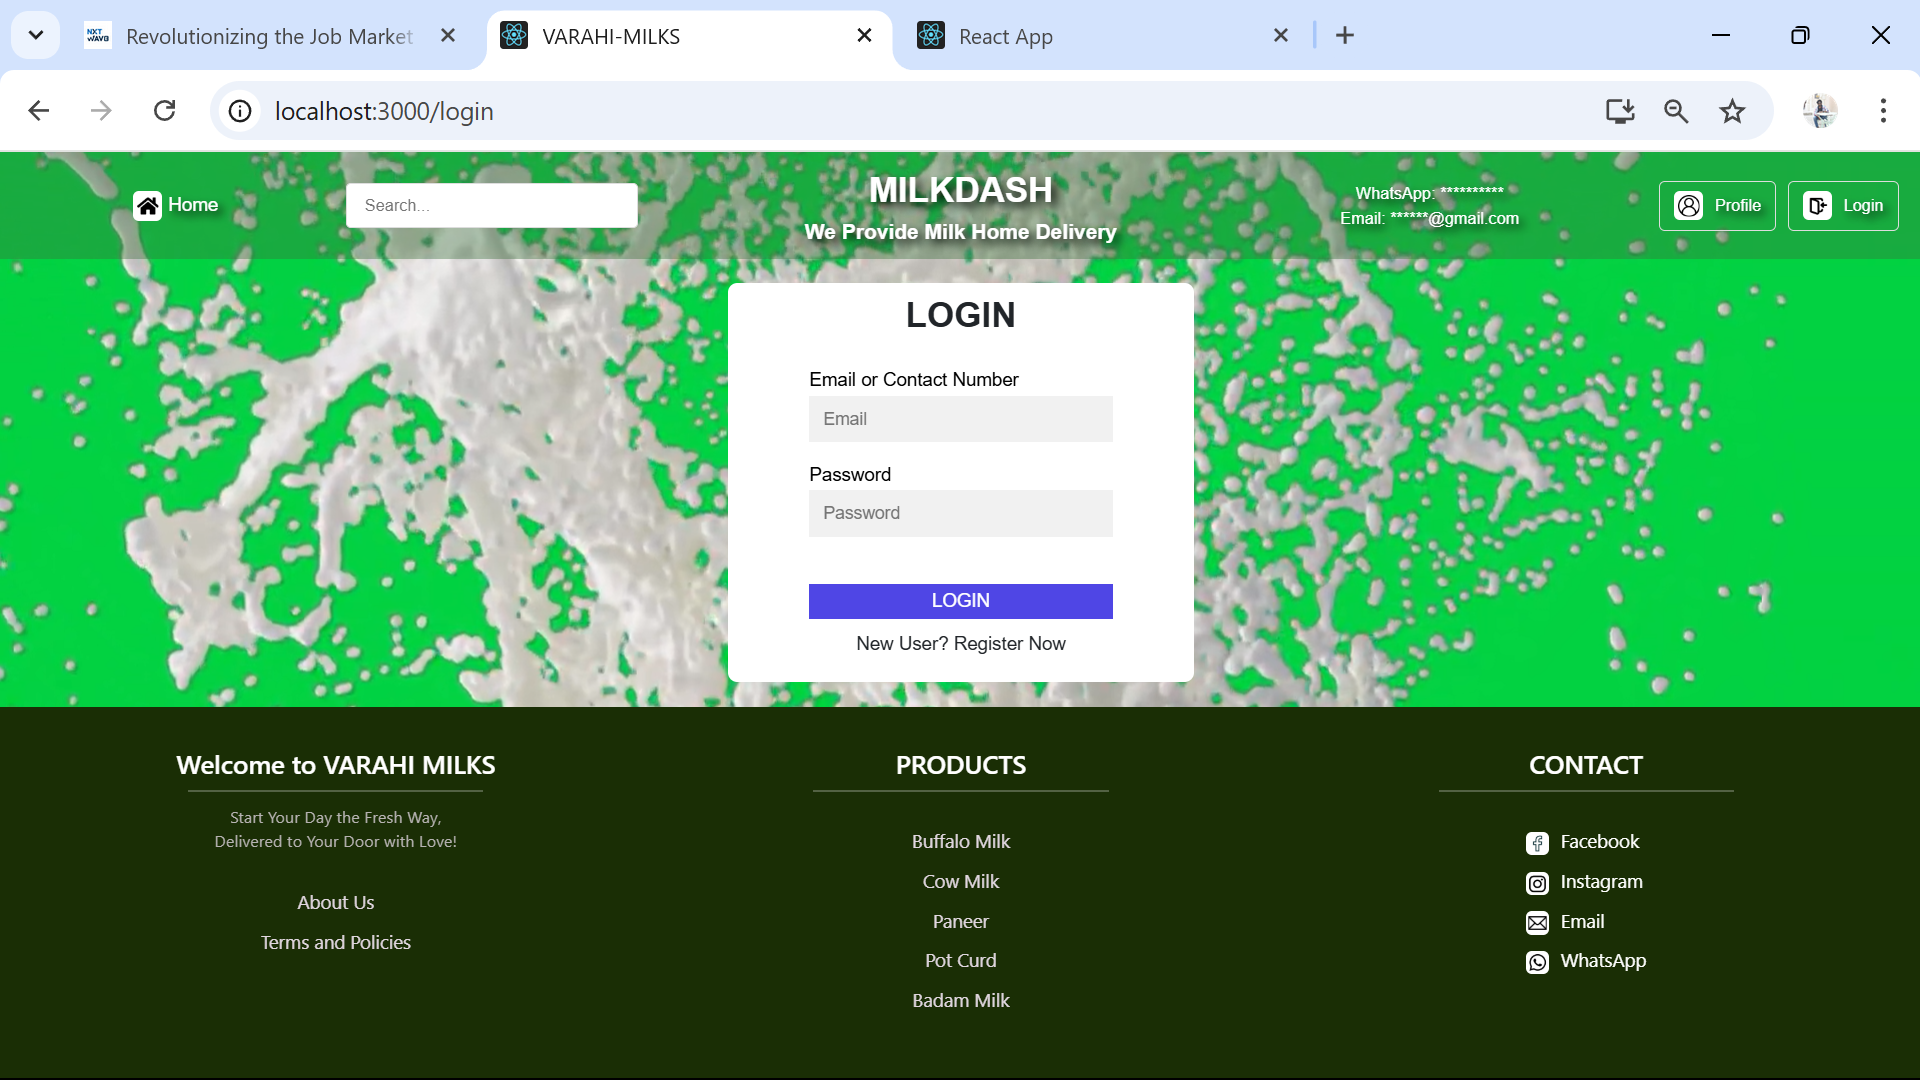 NXT WAVE
Revolutionizing the Job Market
VARAHI-MILKS
React App
localhost:3000/login
Home
Search...
MILKDASH
We Provide Milk Home Delivery
WhatsApp: **********
Email: ******@gmail.com
Profile
Login
LOGIN
Email or Contact Number
Email
Password
Password
LOGIN
New User? Register Now
Welcome to VARAHI MILKS
Start Your Day the Fresh Way,
Delivered to Your Door with Love!
About Us
Terms and Policies
PRODUCTS
Buffalo Milk
Cow Milk
Paneer
Pot Curd
Badam Milk
CONTACT
Facebook
Instagram
Email
WhatsApp